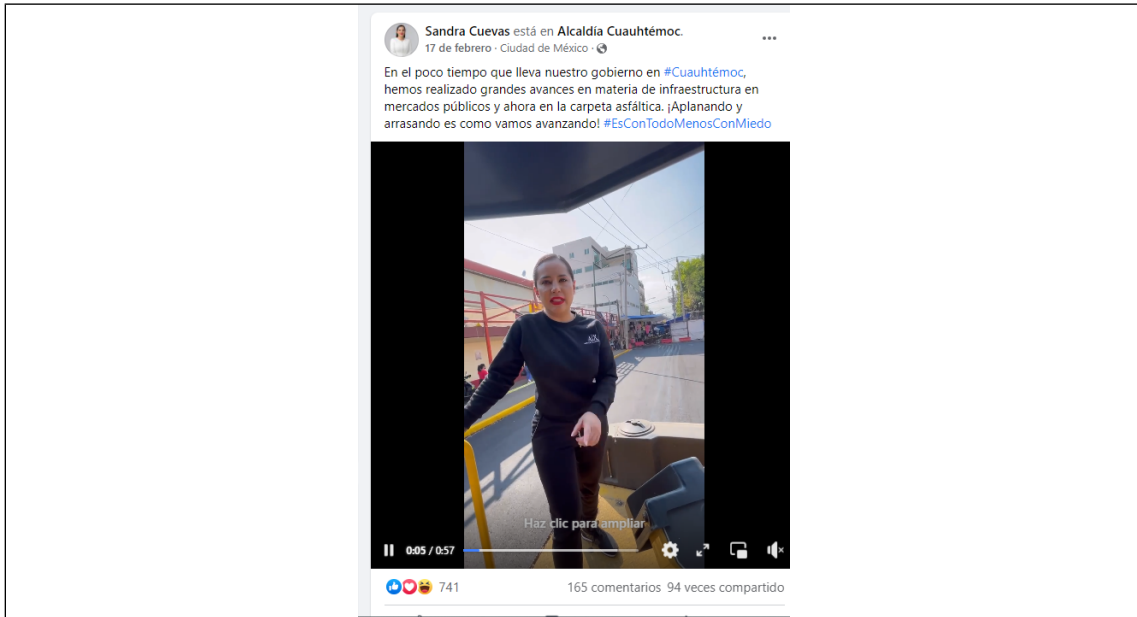 Sandra Cuevas está en Alcaldía Cuauhtémoc.
17 de febrero · Ciudad de México ·
En el poco tiempo que lleva nuestro gobierno en #Cuauhtémoc,
hemos realizado grandes avances en materia de infraestructura en
mercados públicos y ahora en la carpeta asfáltica. ¡Aplanando y
arrasando es como vamos avanzando! #EsConTodoMenosConMiedo
Haz clic para ampliar
0:05 / 0:57
741
165 comentarios 94 veces compartido